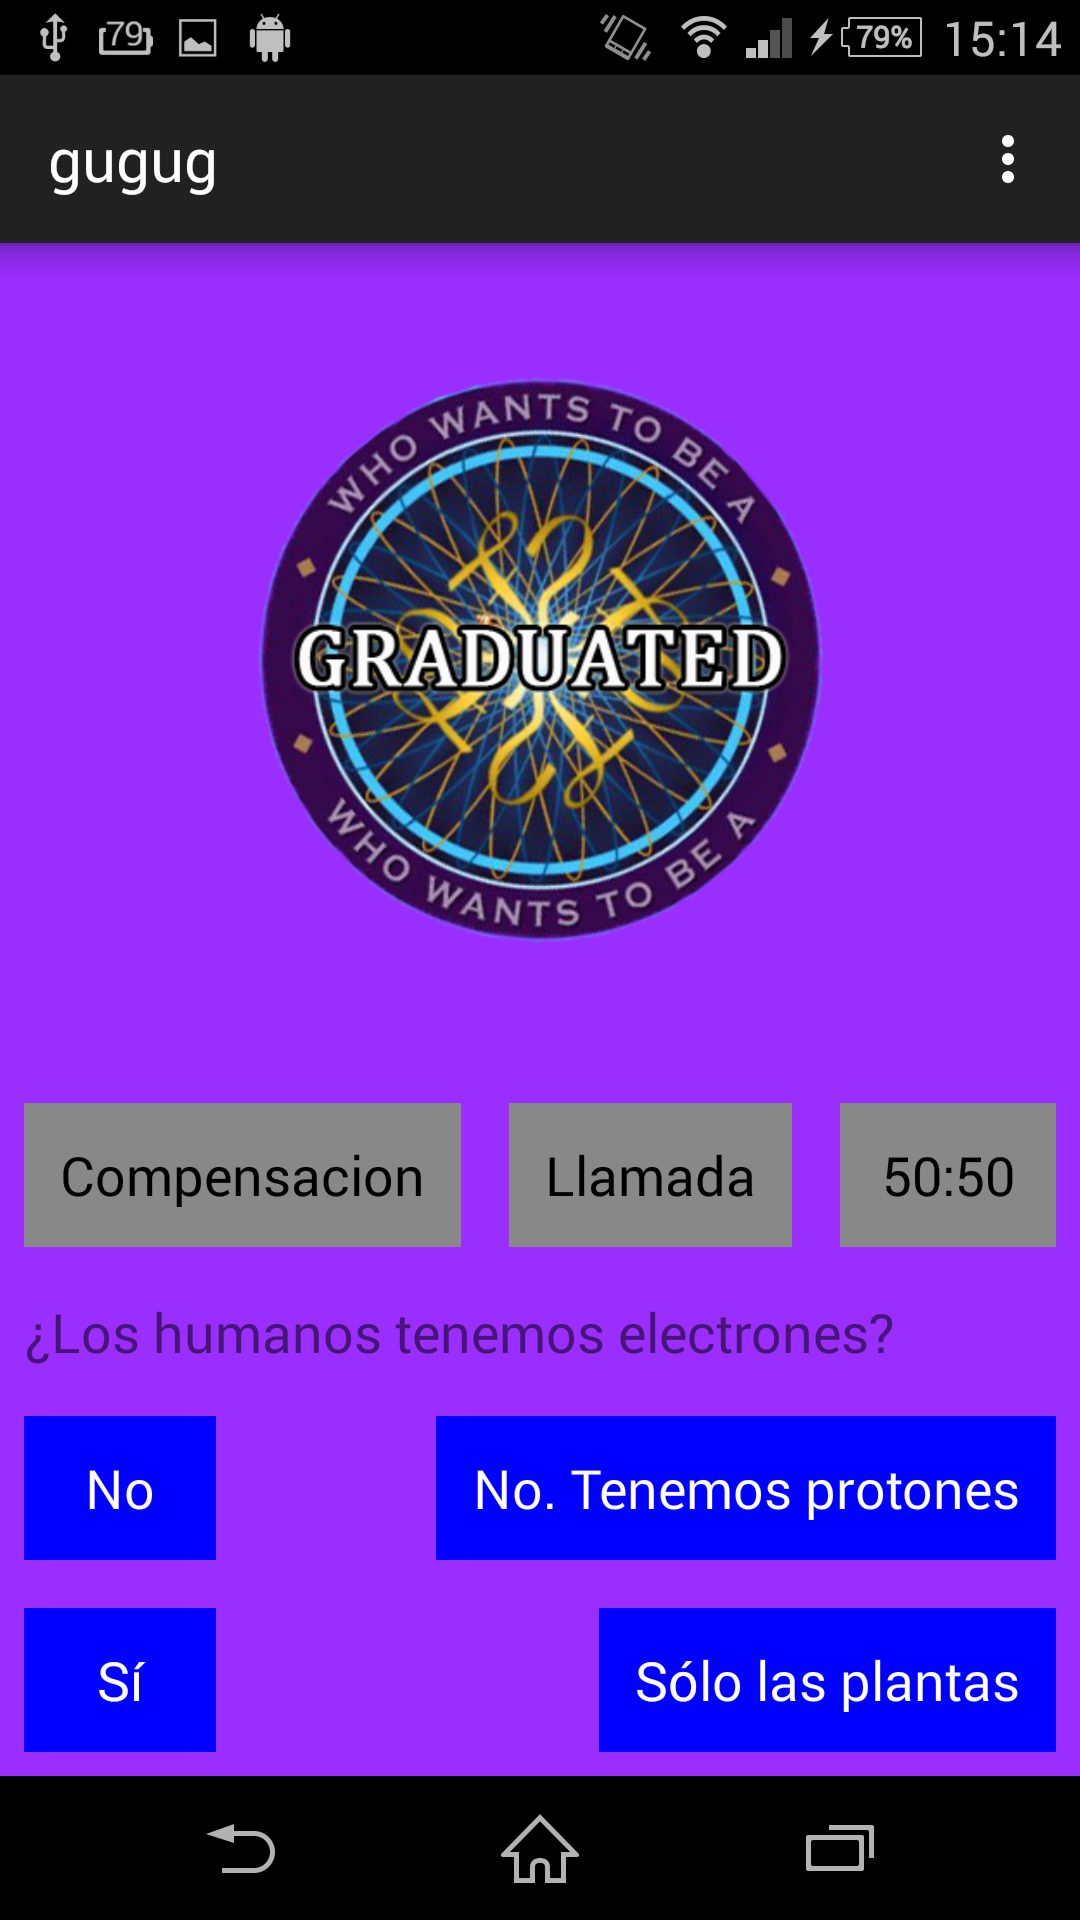 79 79% 15:14
gugug
WHO WANTS TO BE A
GRADUATED
WHO WANTS TO BE A
Compensacion Llamada 50:50
¿Los humanos tenemos electrones?
No No. Tenemos protones
Sí Sólo las plantas